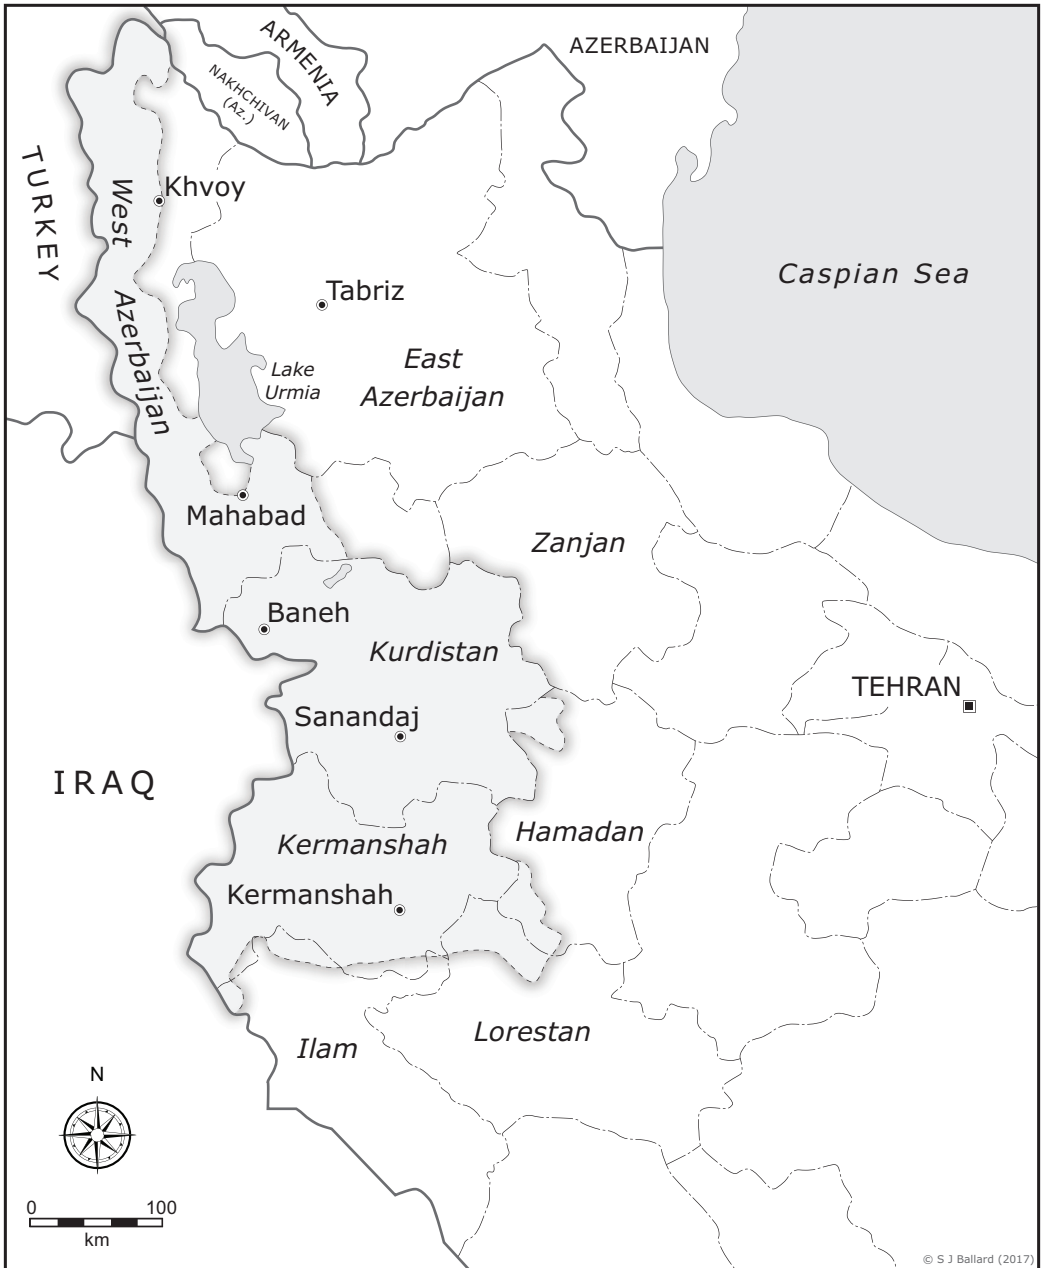 ARMENIA
AZERBAIJAN
NAKHCHIVAN
(Az.)
TURKEY
Khvoy
West
Azerbaijan
Caspian Sea
Tabriz
East
Azerbaijan
Lake
Urmia
Mahabad
Zanjan
Baneh
Kurdistan
TEHRAN
Sanandaj
IRAQ
Hamadan
Kermanshah
Kermanshah
Lorestan
Ilam
N
0 100
km
© S J Ballard (2017)